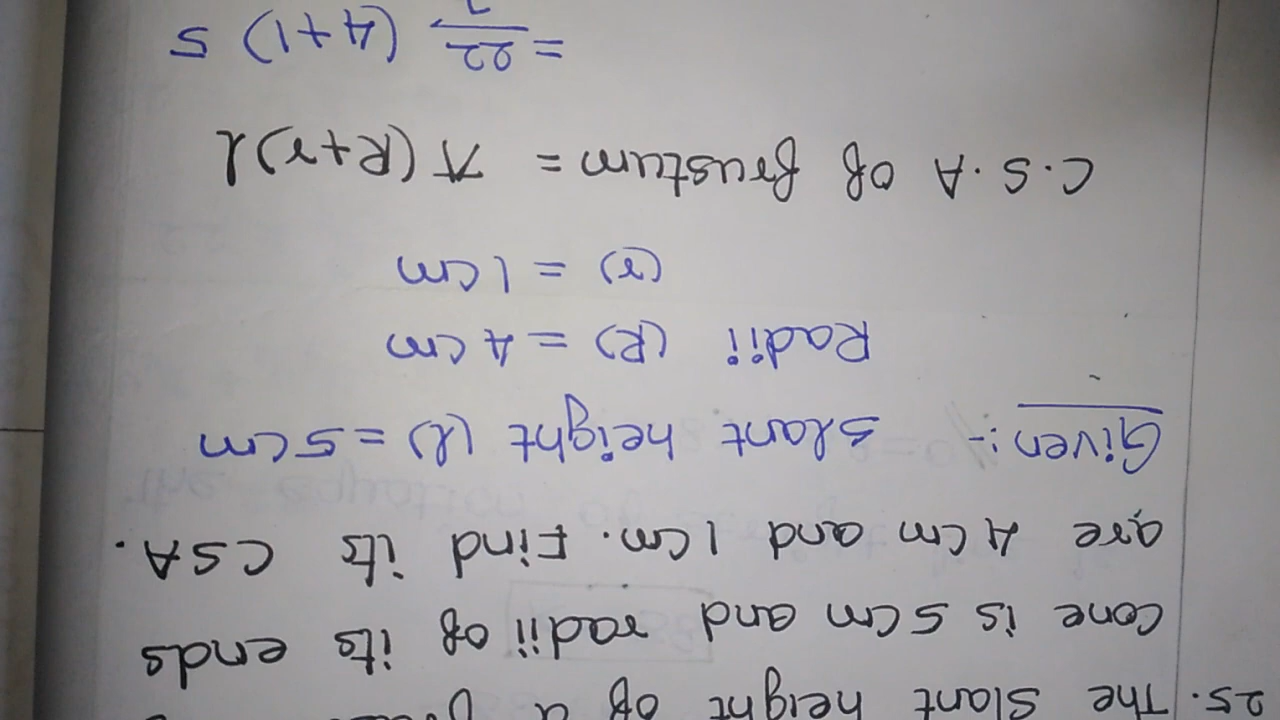 25. The slant height of a
cone is 5cm and radii of its ends
are 4cm and 1cm. Find its CSA.
Given:- slant height (l) = 5cm
Radii (R) = 4cm
(r) = 1cm
C.S.A of frustum = π(R+r)l
= 22/7 (4+1) 5